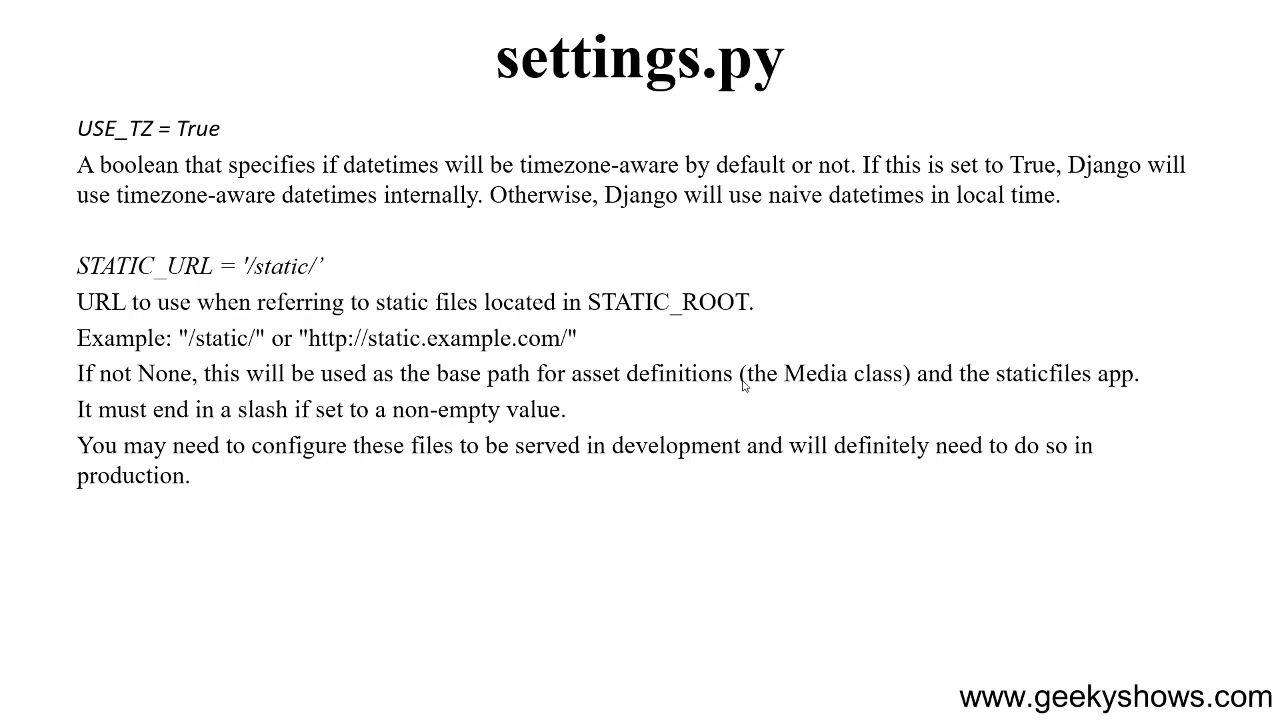 settings.py
USE_TZ = True
A boolean that specifies if datetimes will be timezone-aware by default or not. If this is set to True, Django will
use timezone-aware datetimes internally. Otherwise, Django will use naive datetimes in local time.
STATIC_URL = '/static/’
URL to use when referring to static files located in STATIC_ROOT.
Example: "/static/" or "http://static.example.com/"
If not None, this will be used as the base path for asset definitions (the Media class) and the staticfiles app.
It must end in a slash if set to a non-empty value.
You may need to configure these files to be served in development and will definitely need to do so in
production.
www.geekyshows.com